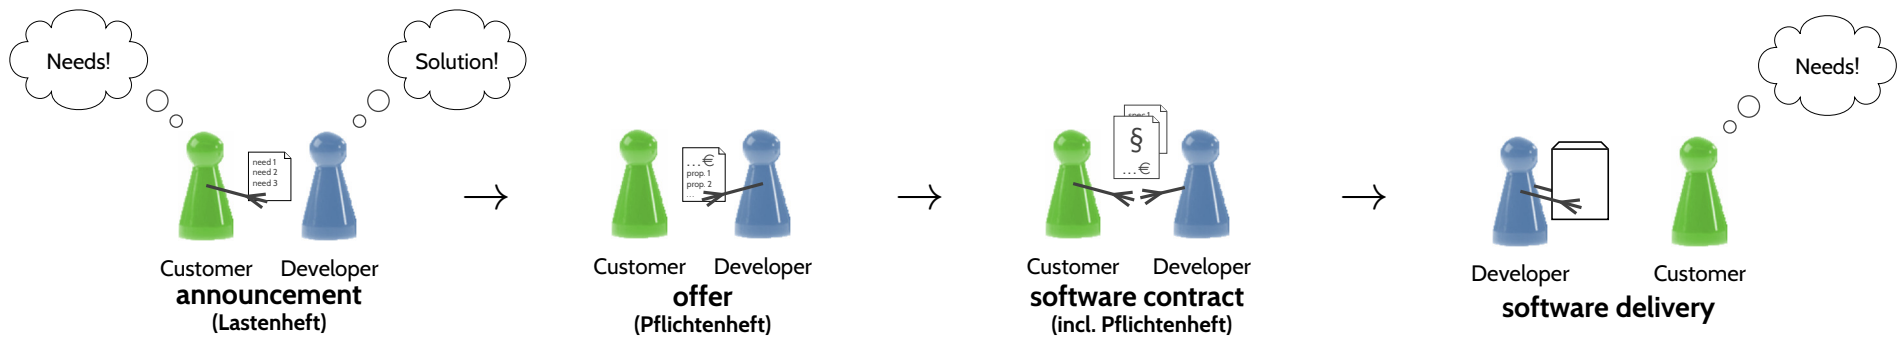 Needs!
Solution!
need 1
need 2
need 3
Customer Developer
announcement
(Lastenheft)
→
...€
prop. 1
prop. 2
...
Customer Developer
offer
(Pflichtenheft)
→
§
...€
Customer Developer
software contract
(incl. Pflichtenheft)
→
Needs!
Developer Customer
software delivery